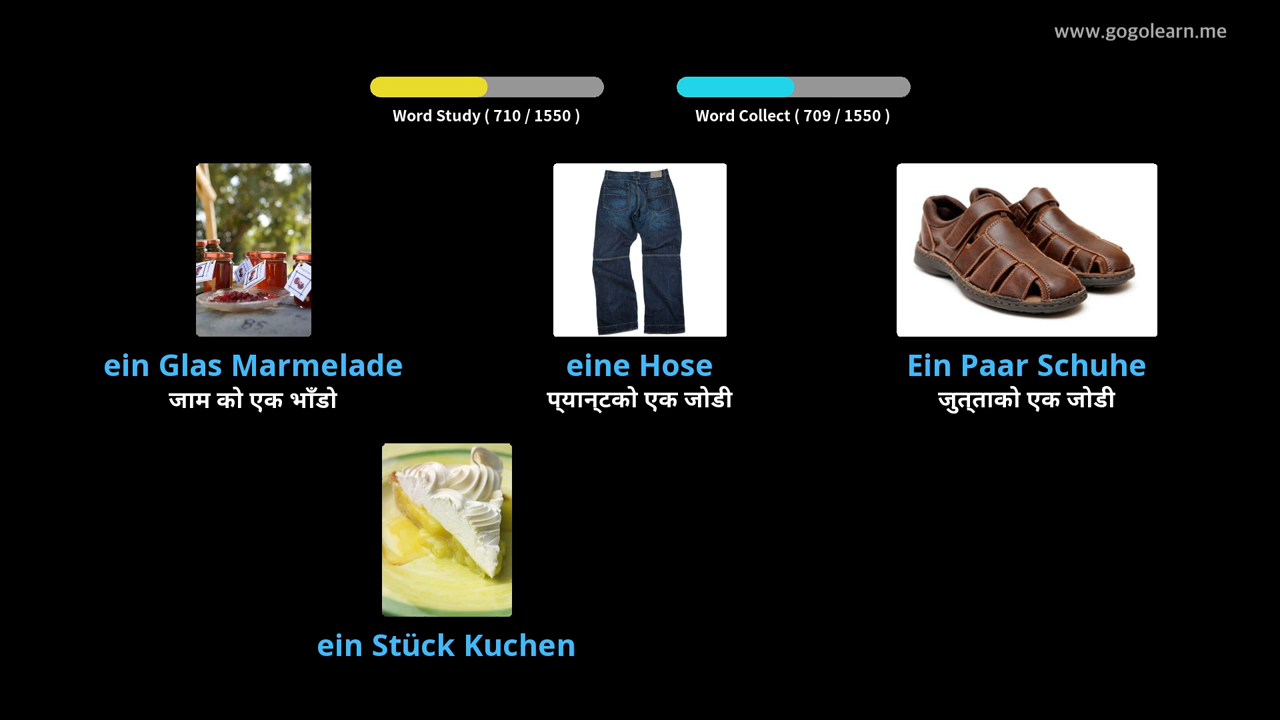 www.gogolearn.me
Word Study ( 710 / 1550 )
Word Collect ( 709 / 1550 )
ein Glas Marmelade
जाम को एक भाँडो
eine Hose
प्यान्टको एक जोडी
Ein Paar Schuhe
जुत्ताको एक जोडी
ein Stück Kuchen